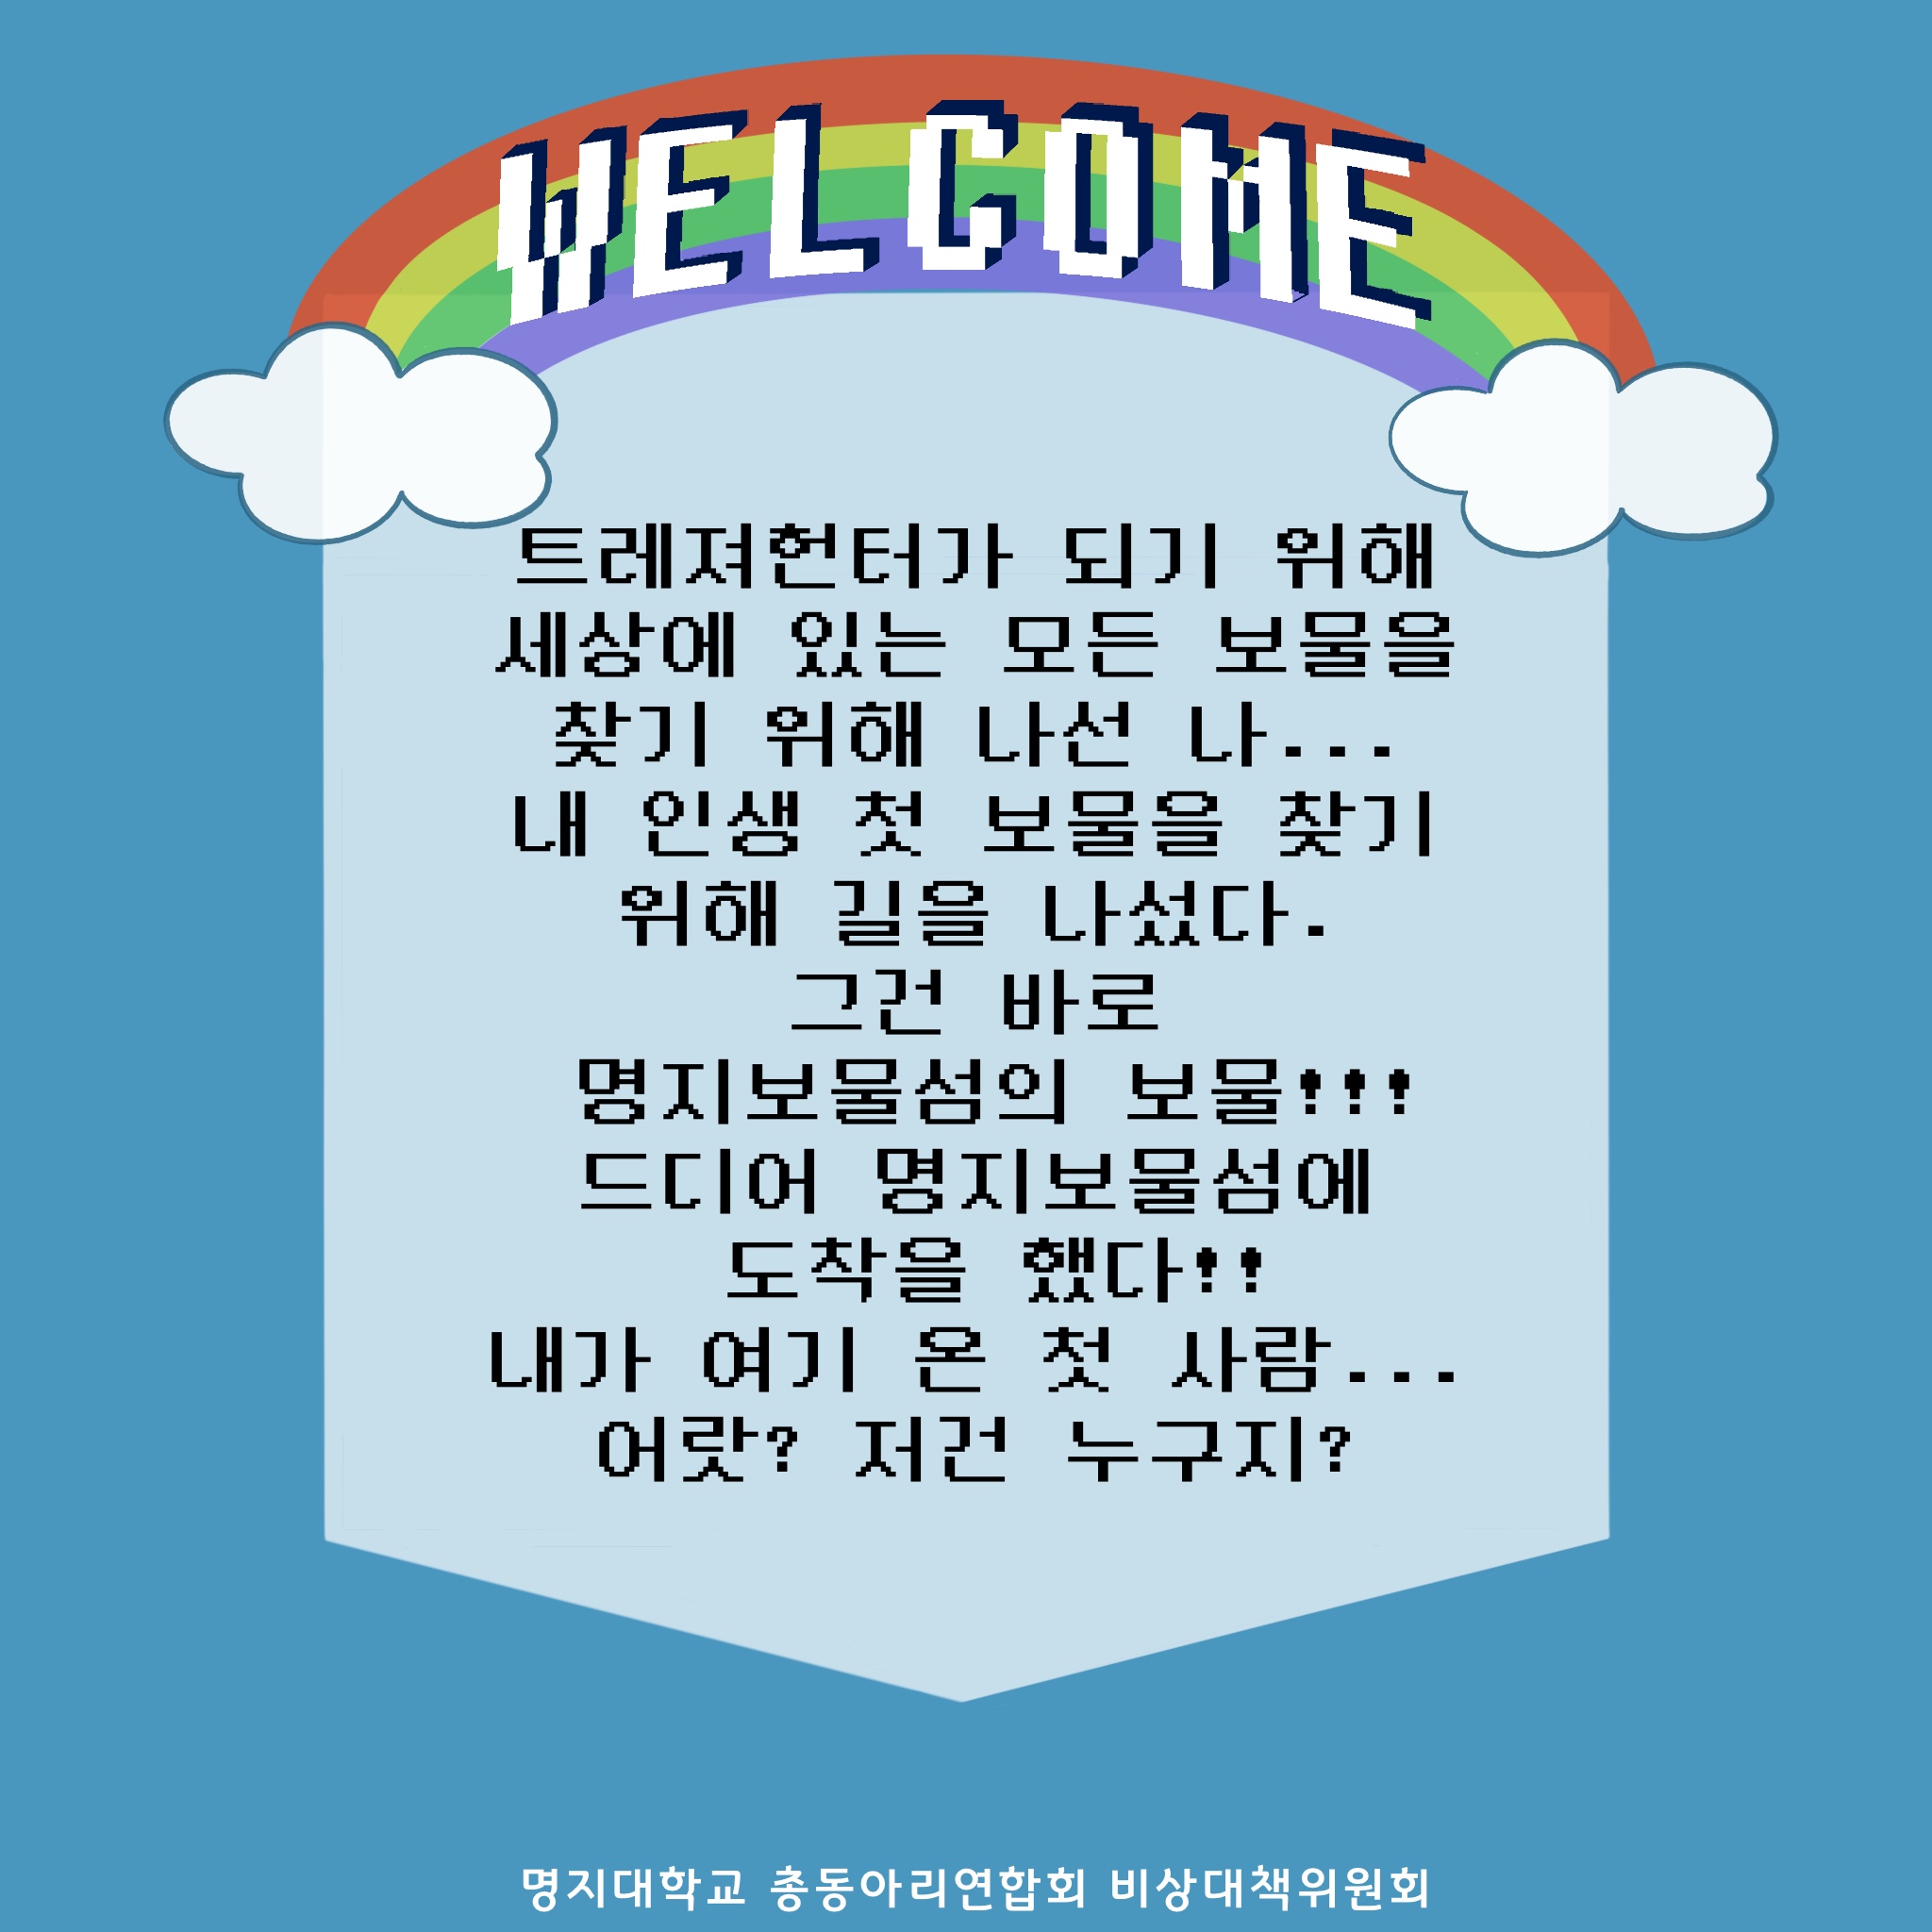 WELCOME
트레져헌터가 되기 위해
세상에 있는 모든 보물을
찾기 위해 나선 나...
내 인생 첫 보물을 찾기
위해 길을 나섰다.
그건 바로
명지보물섬의 보물!!!
드디어 명지보물섬에
도착을 했다!!
내가 여기 온 첫 사람...
어랏? 저건 누구지?
명지대학교 총동아리연합회 비상대책위원회